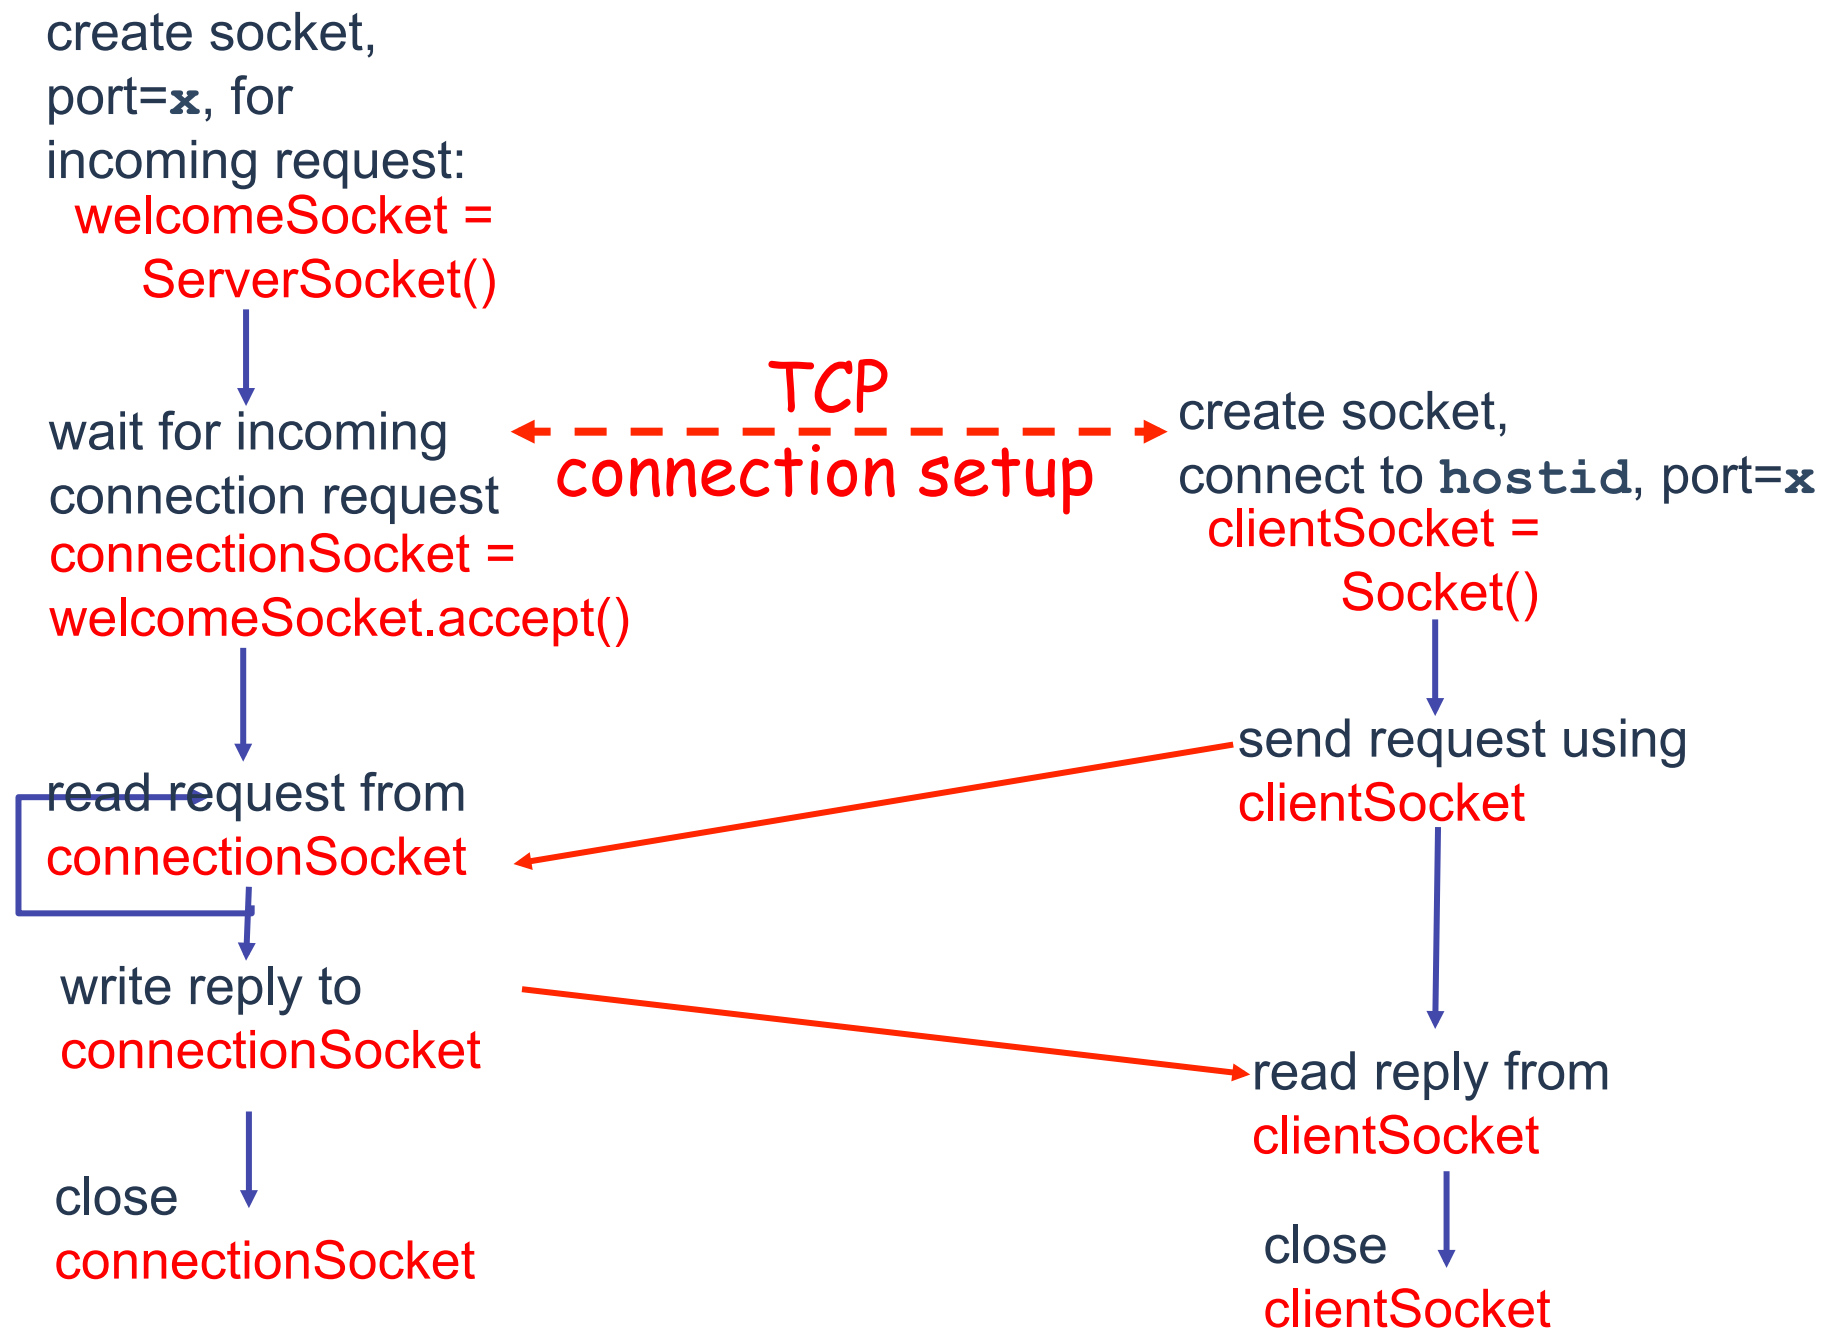 create socket,
port=x, for
incoming request:
welcomeSocket =
ServerSocket()
wait for incoming
connection request
connectionSocket =
welcomeSocket.accept()
TCP
connection setup
create socket,
connect to hostid, port=x
clientSocket =
Socket()
send request using
clientSocket
read request from
connectionSocket
write reply to
connectionSocket
read reply from
clientSocket
close
connectionSocket
close
clientSocket